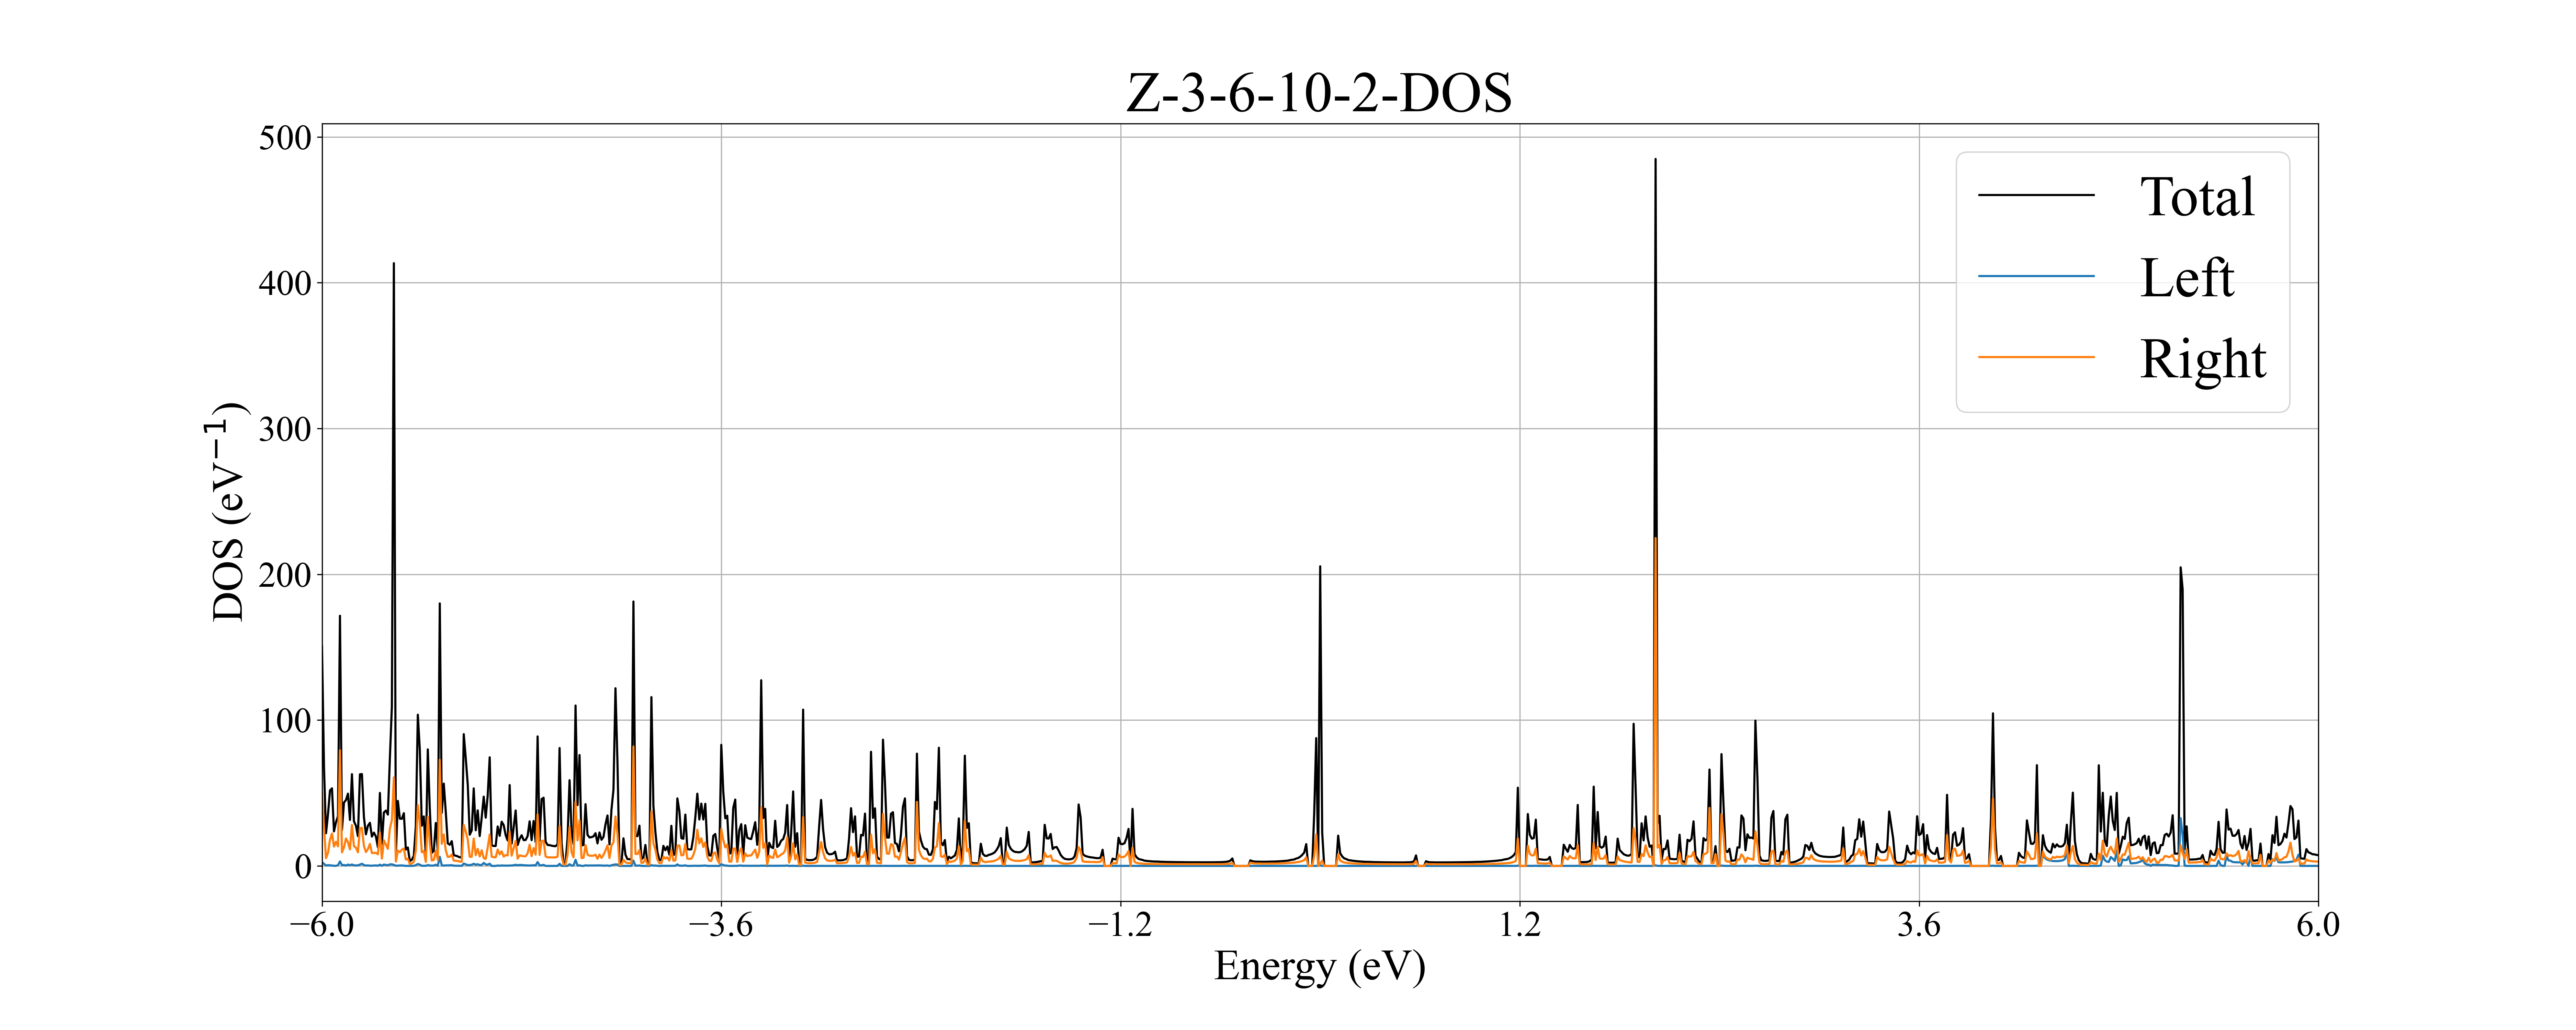 Z-3-6-10-2-DOS
500
400
300
200
100
0
DOS (eV⁻¹)
Total
Left
Right
−6.0
−3.6
−1.2
1.2
3.6
6.0
Energy (eV)